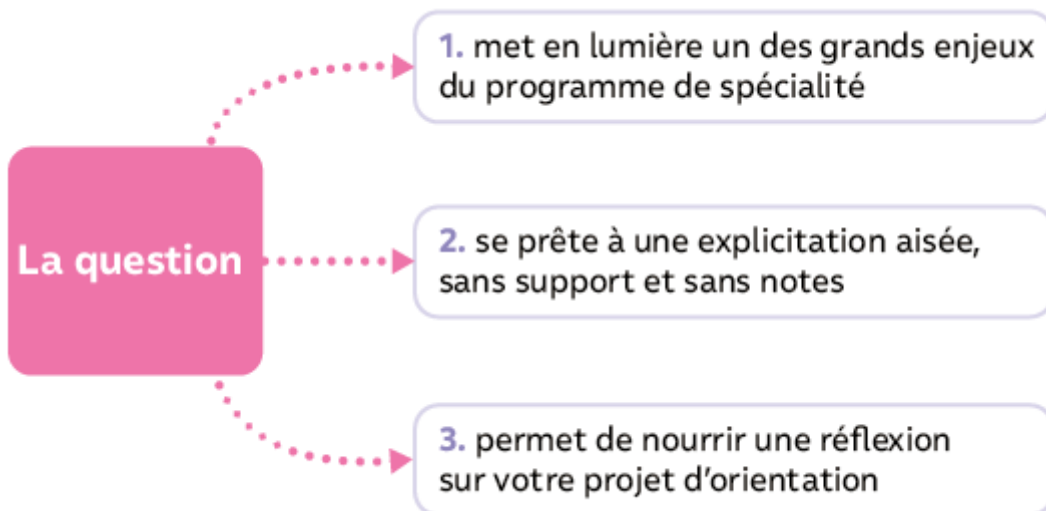 La question
1. met en lumière un des grands enjeux
du programme de spécialité
2. se prête à une explicitation aisée,
sans support et sans notes
3. permet de nourrir une réflexion
sur votre projet d'orientation